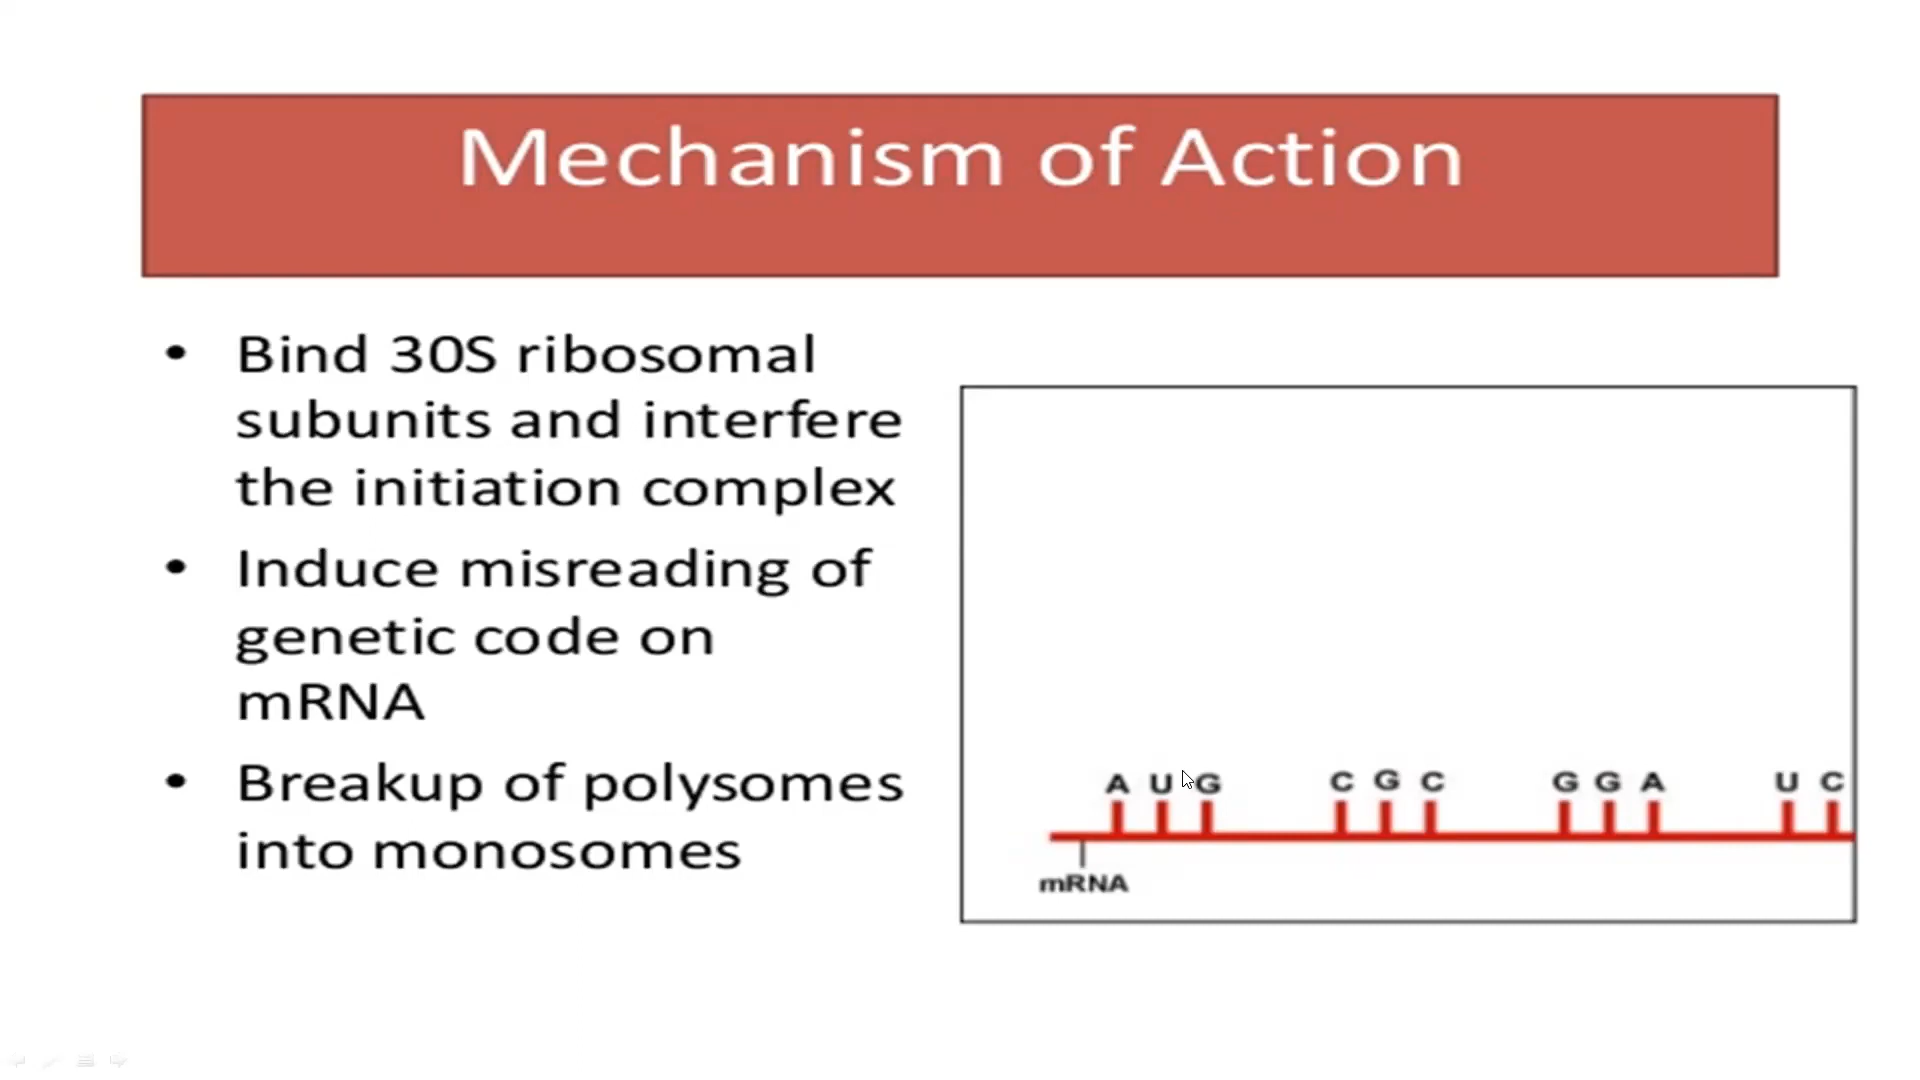 Mechanism of Action
• Bind 30S ribosomal
subunits and interfere
the initiation complex
• Induce misreading of
genetic code on
mRNA
• Breakup of polysomes
into monosomes
A U G C G C G G A U C
mRNA